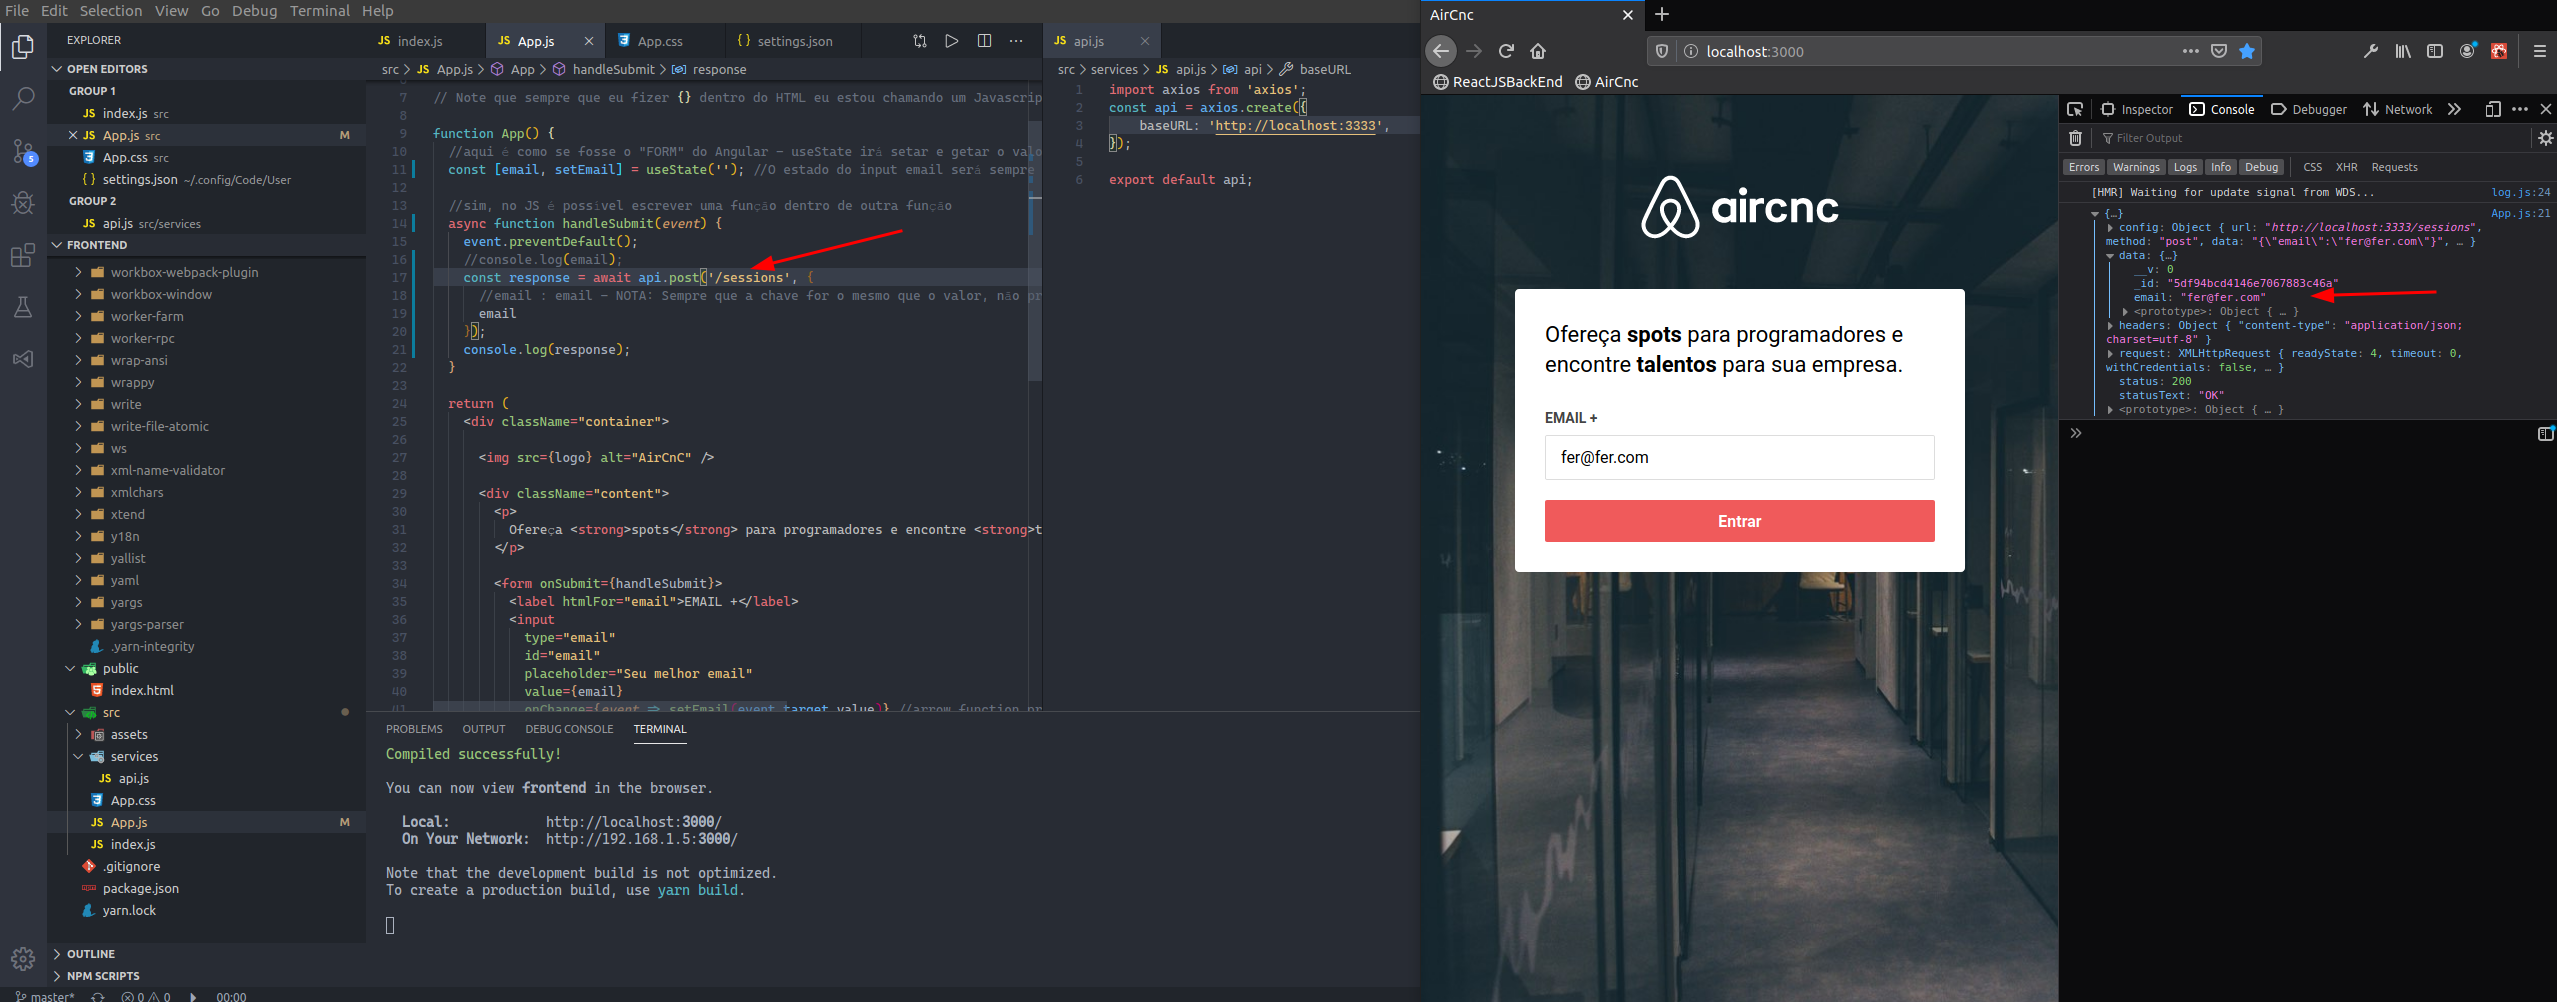 File Edit Selection View Go Debug Terminal Help
EXPLORER
OPEN EDITORS
GROUP 1
JS index.js src
JS App.js src M
App.css src
{ } settings.json ~/.config/Code/User
GROUP 2
JS api.js src/services
FRONTEND
workbox-webpack-plugin
workbox-window
worker-farm
worker-rpc
wrap-ansi
wrappy
write
write-file-atomic
ws
xml-name-validator
xmlchars
xtend
y18n
yallist
yaml
yargs
yargs-parser
.yarn-integrity
public
index.html
src
assets
services
JS api.js
App.css
JS App.js M
JS index.js
.gitignore
package.json
yarn.lock
OUTLINE
NPM SCRIPTS
master* 0 0 00:00
JS index.js
JS App.js
App.css
{} settings.json
src > JS App.js > App > handleSubmit > response
7 // Note que sempre que eu fizer {} dentro do HTML eu estou chamando um Javascrip
8
9 function App() {
10 //aqui é como se fosse o "FORM" do Angular - useState irá setar e getar o valo
11 const [email, setEmail] = useState(''); //O estado do input email será sempre
12
13 //sim, no JS é possível escrever uma função dentro de outra função
14 async function handleSubmit(event) {
15 event.preventDefault();
16 //console.log(email);
17 const response = await api.post('/sessions', {
18 //email : email - NOTA: Sempre que a chave for o mesmo que o valor, não pr
19 email
20 });
21 console.log(response);
22 }
23
24 return (
25 <div className="container">
26
27 <img src={logo} alt="AirCnC" />
28
29 <div className="content">
30 <p>
31 Ofereça <strong>spots</strong> para programadores e encontre <strong>t
32 </p>
33
34 <form onSubmit={handleSubmit}>
35 <label htmlFor="email">EMAIL +</label>
36 <input
37 type="email"
38 id="email"
39 placeholder="Seu melhor email"
40 value={email}
41 onChange={event => setEmail(event.target.value)} //arrow function pr
JS api.js
src > services > JS api.js > api > baseURL
1 import axios from 'axios';
2 const api = axios.create({
3 baseURL: 'http://localhost:3333',
4 });
5
6 export default api;
PROBLEMS OUTPUT DEBUG CONSOLE TERMINAL
Compiled successfully!
You can now view frontend in the browser.
Local: http://localhost:3000/
On Your Network: http://192.168.1.5:3000/
Note that the development build is not optimized.
To create a production build, use yarn build.
AirCnc
localhost:3000
ReactJSBackEnd AirCnc
aircnc
Ofereça spots para programadores e
encontre talentos para sua empresa.
EMAIL +
fer@fer.com
Entrar
Inspector Console Debugger Network
Filter Output
Errors Warnings Logs Info Debug CSS XHR Requests
[HMR] Waiting for update signal from WDS... log.js:24
{…} App.js:21
config: Object { url: "http://localhost:3333/sessions",
method: "post", data: "{\"email\":\"fer@fer.com\"}", … }
data: {…}
__v: 0
_id: "5df94bcd4146e7067883c46a"
email: "fer@fer.com"
<prototype>: Object { … }
headers: Object { "content-type": "application/json;
charset=utf-8" }
request: XMLHttpRequest { readyState: 4, timeout: 0,
withCredentials: false, … }
status: 200
statusText: "OK"
<prototype>: Object { … }